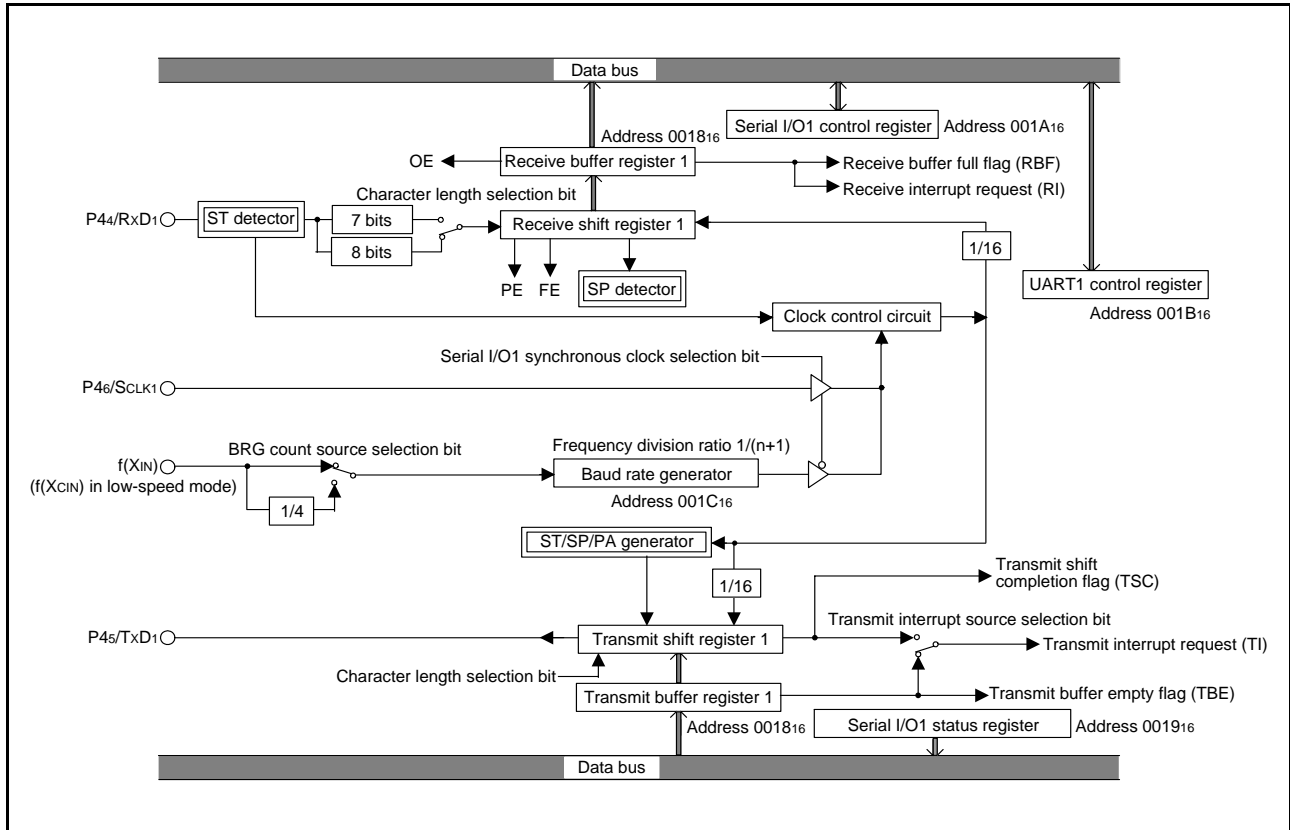 Data bus
Address 001816
Serial I/O1 control register Address 001A16
OE Receive buffer register 1 Receive buffer full flag (RBF)
Character length selection bit Receive interrupt request (RI)
P44/RXD1 ST detector 7 bits Receive shift register 1
8 bits 1/16
PE FE SP detector UART1 control register
Address 001B16
Clock control circuit
Serial I/O1 synchronous clock selection bit
P46/SCLK1
BRG count source selection bit Frequency division ratio 1/(n+1)
f(XIN) Baud rate generator
(f(XCIN) in low-speed mode)
1/4 Address 001C16
ST/SP/PA generator
1/16 Transmit shift
completion flag (TSC)
Transmit interrupt source selection bit
P45/TXD1 Transmit shift register 1 Transmit interrupt request (TI)
Character length selection bit
Transmit buffer register 1 Transmit buffer empty flag (TBE)
Address 001816 Serial I/O1 status register Address 001916
Data bus